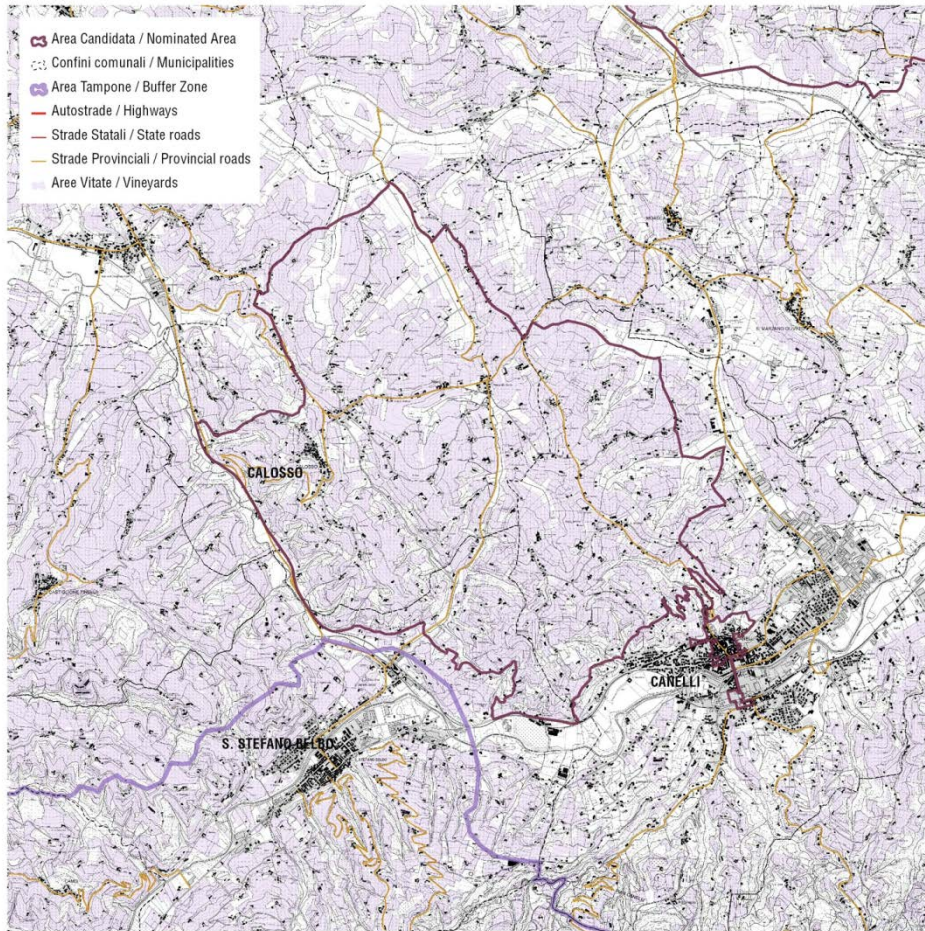 Area Candidata / Nominated Area
Confini comunali / Municipalities
Area Tampone / Buffer Zone
Autostrade / Highways
Strade Statali / State roads
Strade Provinciali / Provincial roads
Aree Vitate / Vineyards
CALOSSO
CANELLI
S. STEFANO BELBO